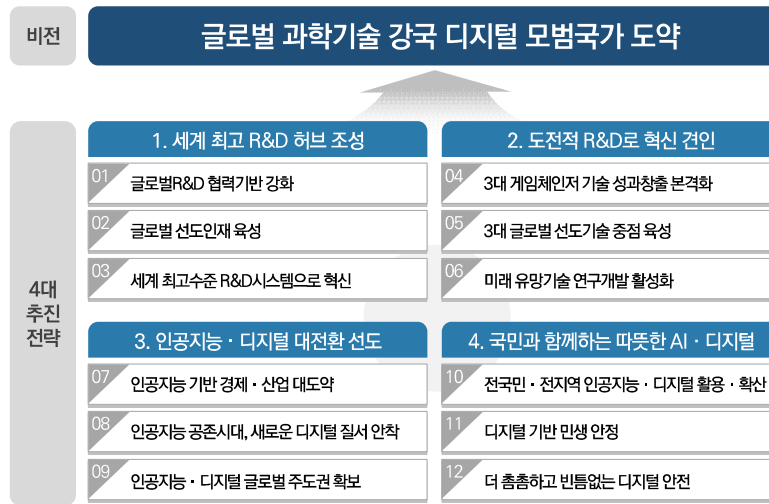 비전
글로벌 과학기술 강국 디지털 모범국가 도약
4대
추진
전략
1. 세계 최고 R&D 허브 조성
01 글로벌R&D 협력기반 강화
02 글로벌 선도인재 육성
03 세계 최고수준 R&D시스템으로 혁신
2. 도전적 R&D로 혁신 견인
04 3대 게임체인저 기술 성과창출 본격화
05 3대 글로벌 선도기술 중점 육성
06 미래 유망기술 연구개발 활성화
3. 인공지능 · 디지털 대전환 선도
07 인공지능 기반 경제 · 산업 대도약
08 인공지능 공존시대, 새로운 디지털 질서 안착
09 인공지능 · 디지털 글로벌 주도권 확보
4. 국민과 함께하는 따뜻한 AI · 디지털
10 전국민 · 전지역 인공지능 · 디지털 활용 · 확산
11 디지털 기반 민생 안정
12 더 촘촘하고 빈틈없는 디지털 안전